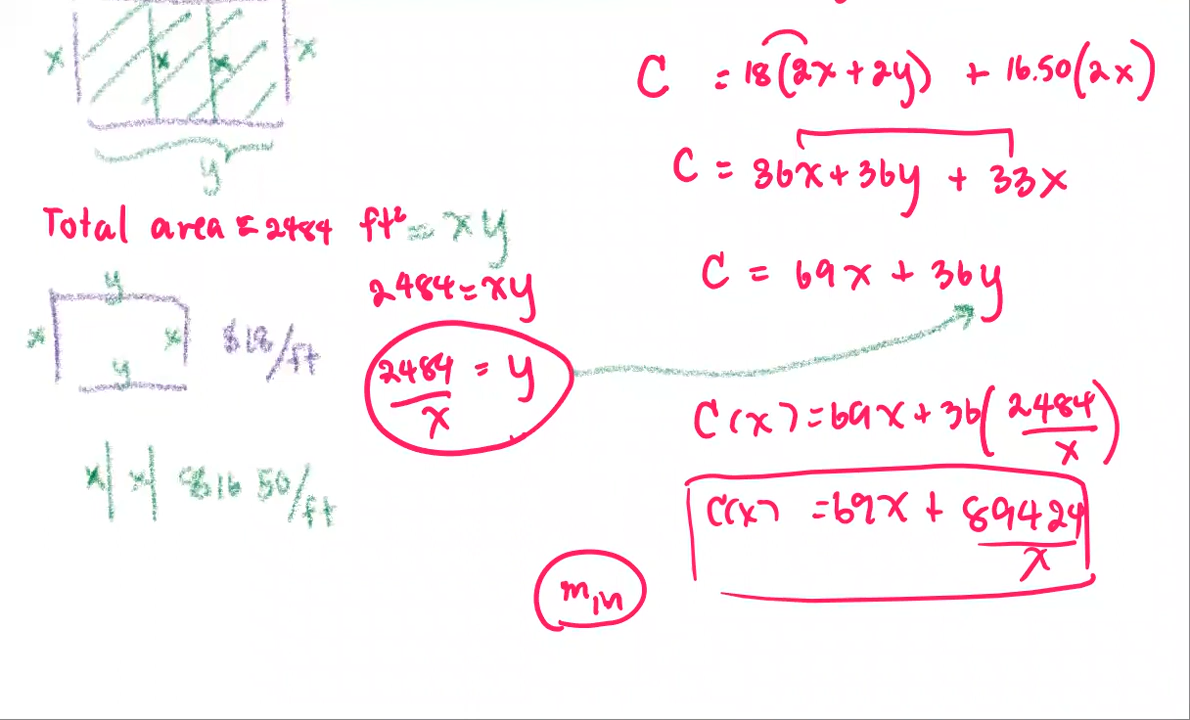 x x x x
y
Total area = 2484 ft² = xy
2484 = xy
2484/x = y
y
x x $18/ft
y
x x $16 50/ft
C = 18(2x + 2y) + 16.50(2x)
C = 36x + 36y + 33x
C = 69x + 36y
C(x) = 69x + 36(2484/x)
C(x) = 69x + 89424/x
min